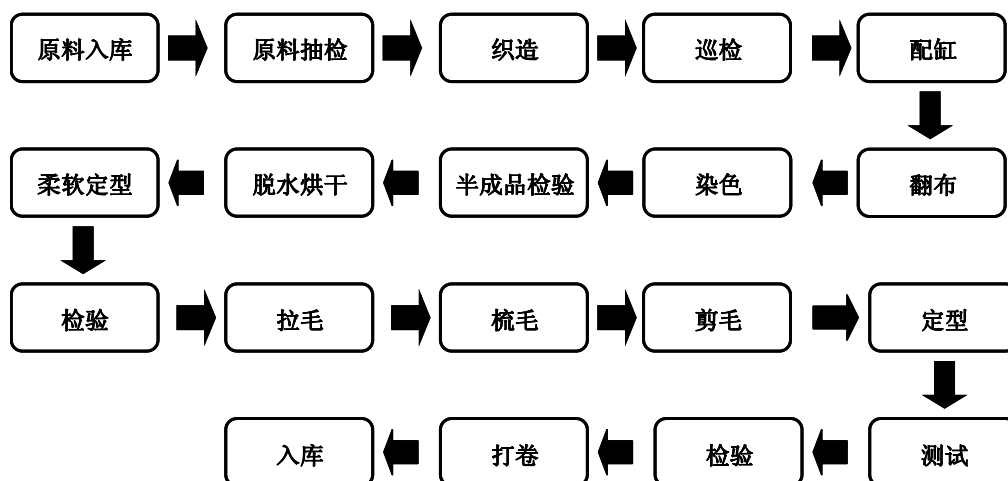 原料入库 原料抽检 织造 巡检 配缸
柔软定型 脱水烘干 半成品检验 染色 翻布
检验 拉毛 梳毛 剪毛 定型
入库 打卷 检验 测试